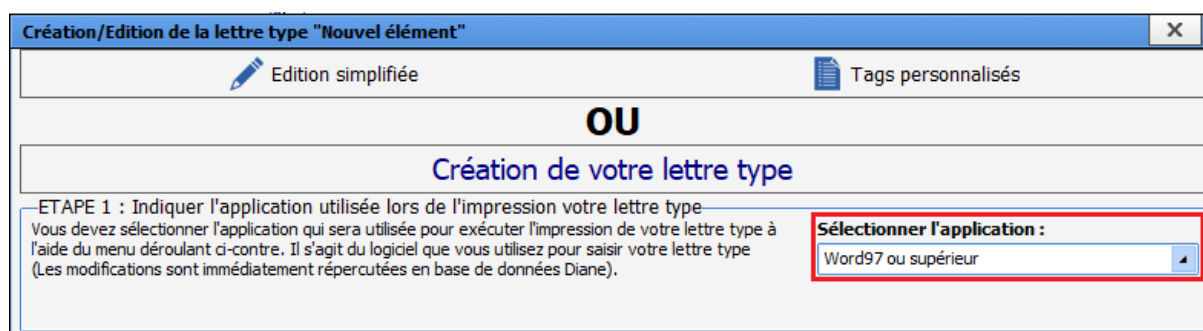 Création/Edition de la lettre type "Nouvel élément"
Edition simplifiée
Tags personnalisés
OU
Création de votre lettre type
ETAPE 1 : Indiquer l'application utilisée lors de l'impression votre lettre type
Vous devez sélectionner l'application qui sera utilisée pour exécuter l'impression de votre lettre type à
l'aide du menu déroulant ci-contre. Il s'agit du logiciel que vous utilisez pour saisir votre lettre type
(Les modifications sont immédiatement répercutées en base de données Diane).
Sélectionner l'application :
Word97 ou supérieur